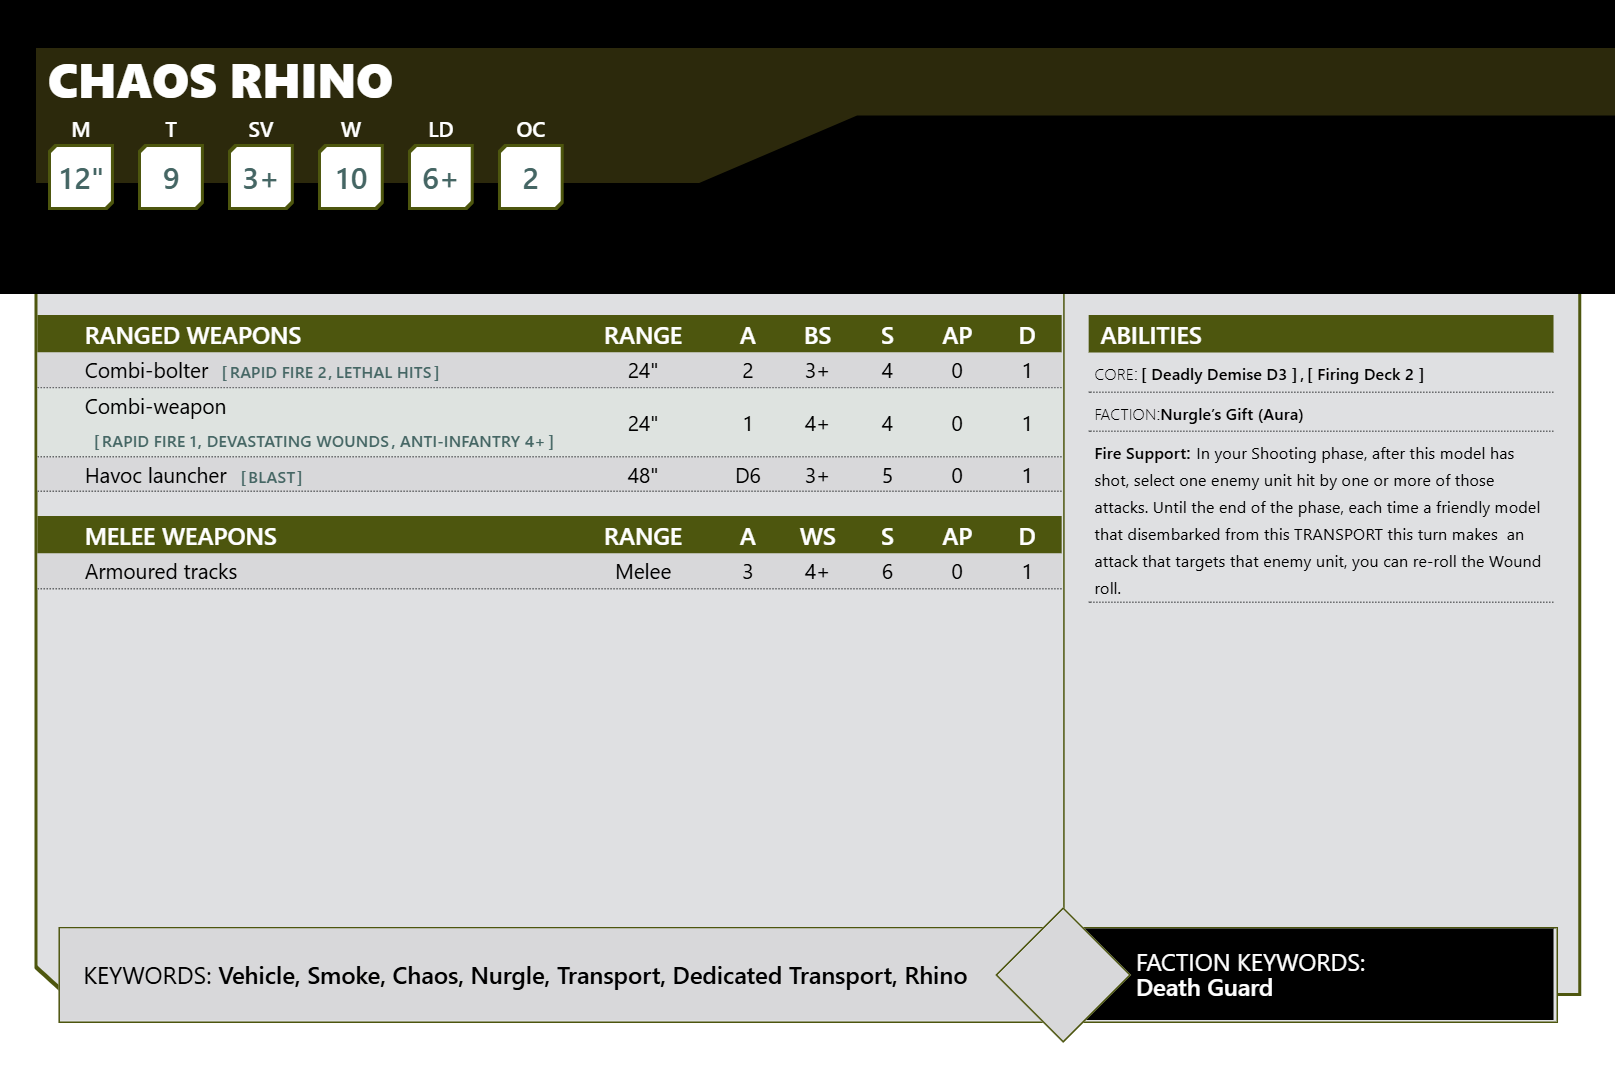 CHAOS RHINO
M T SV W LD OC
12" 9 3+ 10 6+ 2
RANGED WEAPONS RANGE A BS S AP D
Combi-bolter [RAPID FIRE 2, LETHAL HITS] 24" 2 3+ 4 0 1
Combi-weapon
[RAPID FIRE 1, DEVASTATING WOUNDS, ANTI-INFANTRY 4+] 24" 1 4+ 4 0 1
Havoc launcher [BLAST] 48" D6 3+ 5 0 1
MELEE WEAPONS RANGE A WS S AP D
Armoured tracks Melee 3 4+ 6 0 1
ABILITIES
CORE: [ Deadly Demise D3 ] , [ Firing Deck 2 ]
FACTION:Nurgle’s Gift (Aura)
Fire Support: In your Shooting phase, after this model has
shot, select one enemy unit hit by one or more of those
attacks. Until the end of the phase, each time a friendly model
that disembarked from this TRANSPORT this turn makes  an
attack that targets that enemy unit, you can re-roll the Wound
roll.
KEYWORDS: Vehicle, Smoke, Chaos, Nurgle, Transport, Dedicated Transport, Rhino
FACTION KEYWORDS:
Death Guard